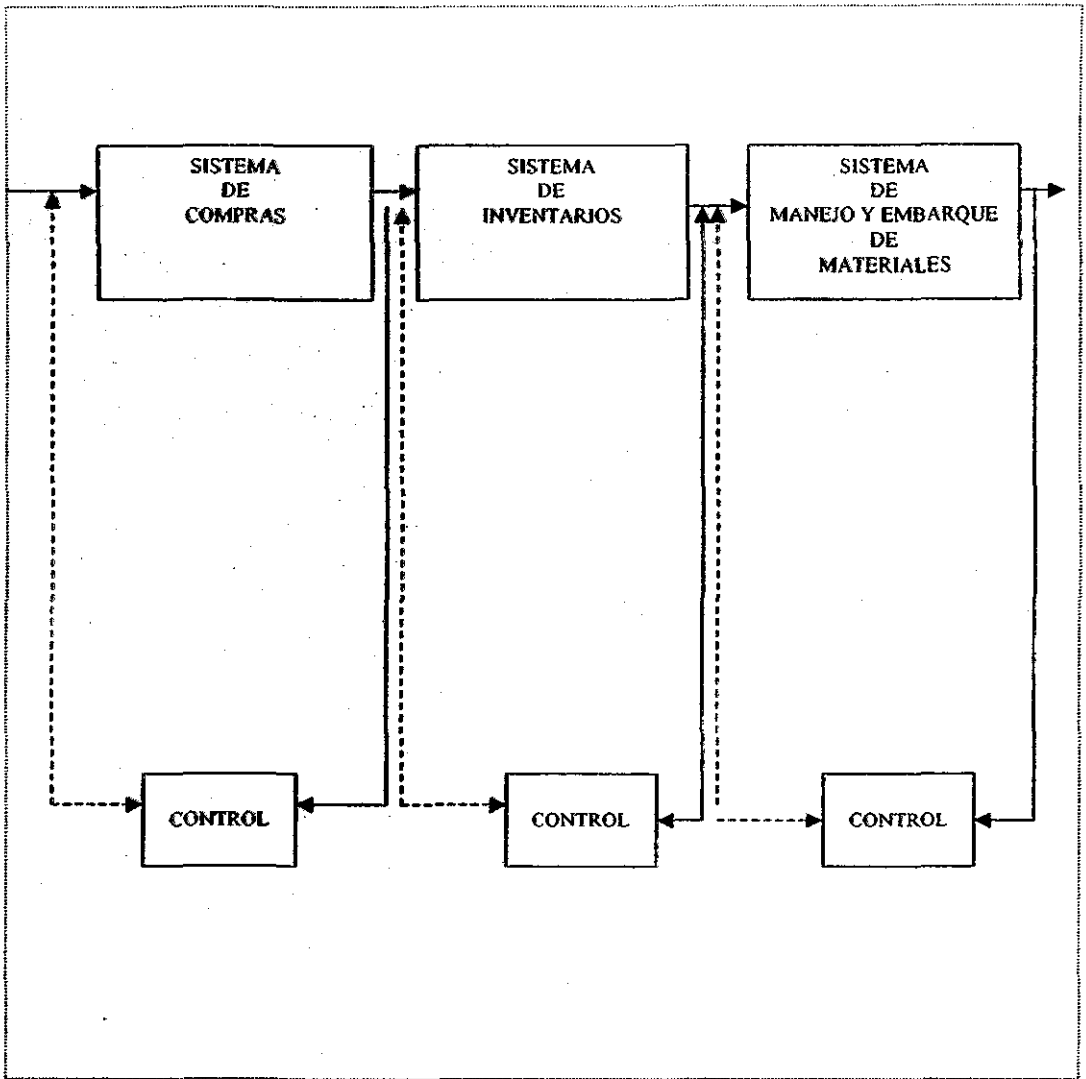 SISTEMA
DE
COMPRAS
SISTEMA
DE
INVENTARIOS
SISTEMA
DE
MANEJO Y EMBARQUE
DE
MATERIALES
CONTROL
CONTROL
CONTROL